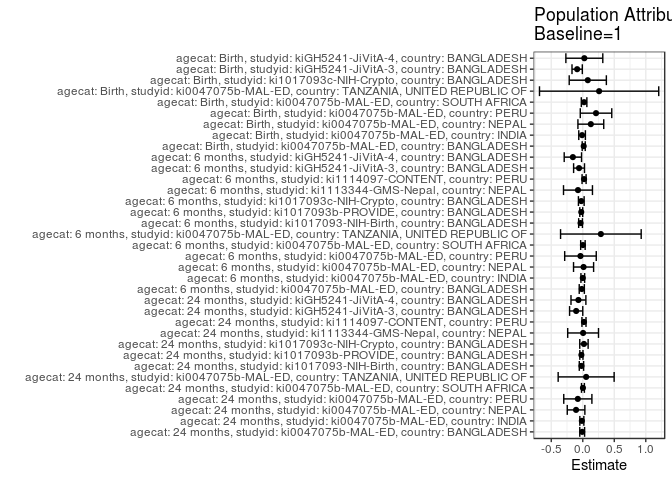 Population Attribu
Baseline=1
agecat: Birth, studyid: kiGH5241-JiVitA-4, country: BANGLADESH
agecat: Birth, studyid: kiGH5241-JiVitA-3, country: BANGLADESH
agecat: Birth, studyid: ki1017093c-NIH-Crypto, country: BANGLADESH
agecat: Birth, studyid: ki0047075b-MAL-ED, country: TANZANIA, UNITED REPUBLIC OF
agecat: Birth, studyid: ki0047075b-MAL-ED, country: SOUTH AFRICA
agecat: Birth, studyid: ki0047075b-MAL-ED, country: PERU
agecat: Birth, studyid: ki0047075b-MAL-ED, country: NEPAL
agecat: Birth, studyid: ki0047075b-MAL-ED, country: INDIA
agecat: Birth, studyid: ki0047075b-MAL-ED, country: BANGLADESH
agecat: 6 months, studyid: kiGH5241-JiVitA-4, country: BANGLADESH
agecat: 6 months, studyid: kiGH5241-JiVitA-3, country: BANGLADESH
agecat: 6 months, studyid: ki1114097-CONTENT, country: PERU
agecat: 6 months, studyid: ki1113344-GMS-Nepal, country: NEPAL
agecat: 6 months, studyid: ki1017093c-NIH-Crypto, country: BANGLADESH
agecat: 6 months, studyid: ki1017093b-PROVIDE, country: BANGLADESH
agecat: 6 months, studyid: ki1017093-NIH-Birth, country: BANGLADESH
agecat: 6 months, studyid: ki0047075b-MAL-ED, country: TANZANIA, UNITED REPUBLIC OF
agecat: 6 months, studyid: ki0047075b-MAL-ED, country: SOUTH AFRICA
agecat: 6 months, studyid: ki0047075b-MAL-ED, country: PERU
agecat: 6 months, studyid: ki0047075b-MAL-ED, country: NEPAL
agecat: 6 months, studyid: ki0047075b-MAL-ED, country: INDIA
agecat: 6 months, studyid: ki0047075b-MAL-ED, country: BANGLADESH
agecat: 24 months, studyid: kiGH5241-JiVitA-4, country: BANGLADESH
agecat: 24 months, studyid: kiGH5241-JiVitA-3, country: BANGLADESH
agecat: 24 months, studyid: ki1114097-CONTENT, country: PERU
agecat: 24 months, studyid: ki1113344-GMS-Nepal, country: NEPAL
agecat: 24 months, studyid: ki1017093c-NIH-Crypto, country: BANGLADESH
agecat: 24 months, studyid: ki1017093b-PROVIDE, country: BANGLADESH
agecat: 24 months, studyid: ki1017093-NIH-Birth, country: BANGLADESH
agecat: 24 months, studyid: ki0047075b-MAL-ED, country: TANZANIA, UNITED REPUBLIC OF
agecat: 24 months, studyid: ki0047075b-MAL-ED, country: SOUTH AFRICA
agecat: 24 months, studyid: ki0047075b-MAL-ED, country: PERU
agecat: 24 months, studyid: ki0047075b-MAL-ED, country: NEPAL
agecat: 24 months, studyid: ki0047075b-MAL-ED, country: INDIA
agecat: 24 months, studyid: ki0047075b-MAL-ED, country: BANGLADESH
-0.5 0.0 0.5 1.0
Estimate